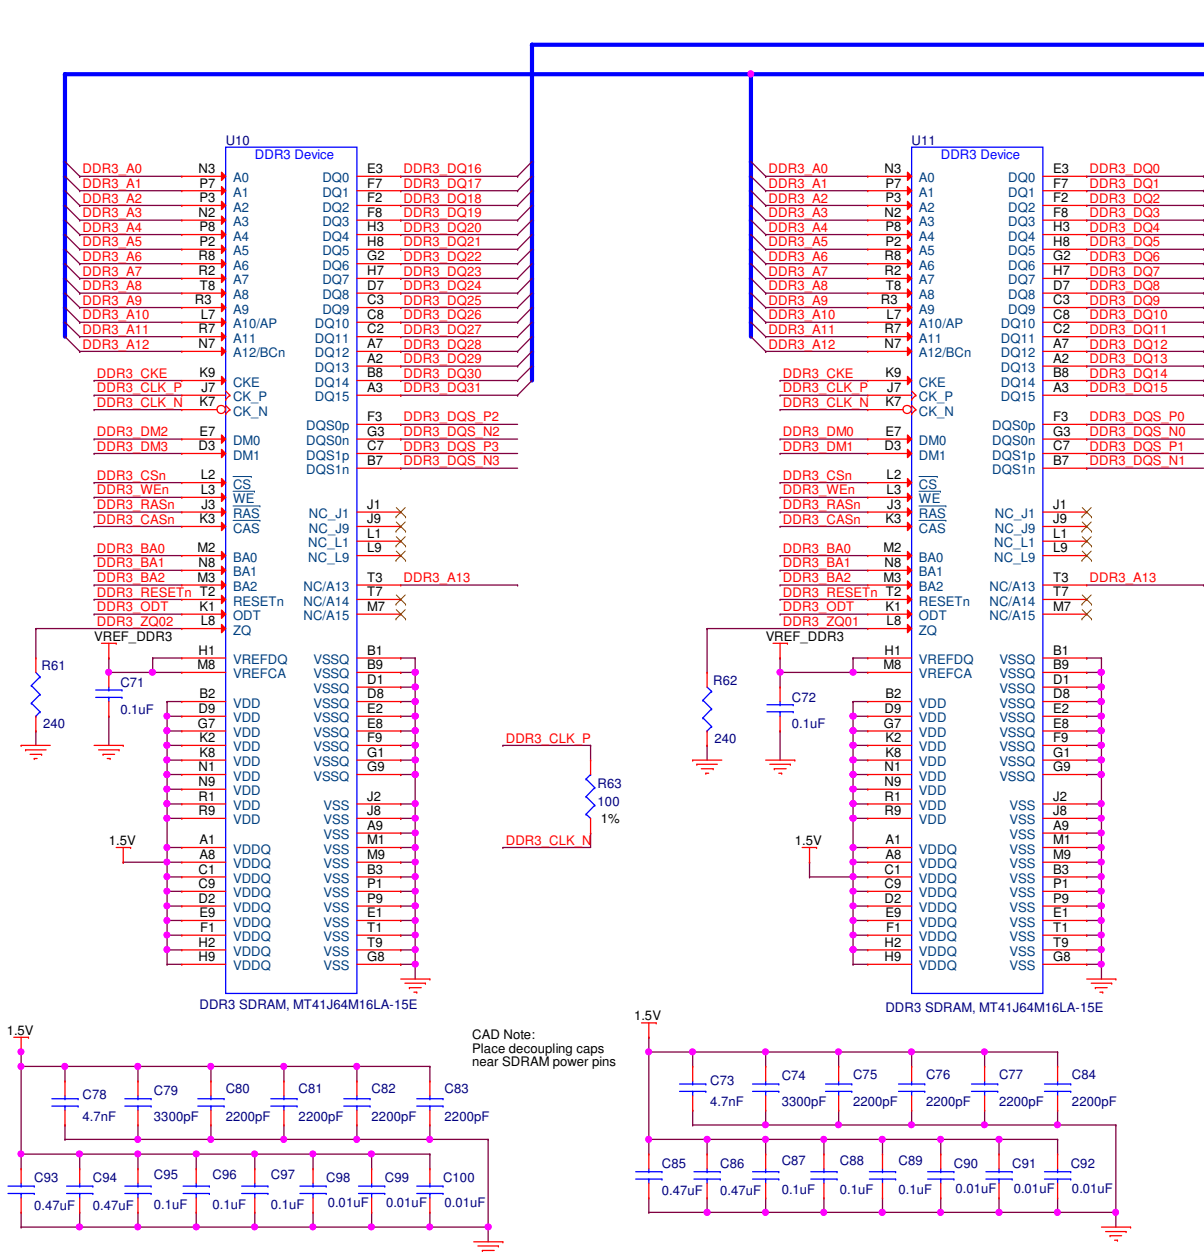 U10
DDR3 Device
DDR3_A0 N3 A0 DQ0 E3 DDR3_DQ16
DDR3_A1 P7 A1 DQ1 F7 DDR3_DQ17
DDR3_A2 P3 A2 DQ2 F2 DDR3_DQ18
DDR3_A3 N2 A3 DQ3 F8 DDR3_DQ19
DDR3_A4 P8 A4 DQ4 H3 DDR3_DQ20
DDR3_A5 P2 A5 DQ5 H8 DDR3_DQ21
DDR3_A6 R8 A6 DQ6 G2 DDR3_DQ22
DDR3_A7 R2 A7 DQ7 H7 DDR3_DQ23
DDR3_A8 T8 A8 DQ8 D7 DDR3_DQ24
DDR3_A9 R3 A9 DQ9 C3 DDR3_DQ25
DDR3_A10 L7 A10/AP DQ10 C8 DDR3_DQ26
DDR3_A11 R7 A11 DQ11 C2 DDR3_DQ27
DDR3_A12 N7 A12/BCn DQ12 A7 DDR3_DQ28
DQ13 A2 DDR3_DQ29
DDR3_CKE K9 CKE DQ14 B8 DDR3_DQ30
DDR3_CLK_P J7 CK_P DQ15 A3 DDR3_DQ31
DDR3_CLK_N K7 CK_N
DQS0p F3 DDR3_DQS_P2
DDR3_DM2 E7 DM0 DQS0n G3 DDR3_DQS_N2
DDR3_DM3 D3 DM1 DQS1p C7 DDR3_DQS_P3
DQS1n B7 DDR3_DQS_N3
DDR3_CSn L2 CS
DDR3_WEn L3 WE
DDR3_RASn J3 RAS NC_J1 J1
DDR3_CASn K3 CAS NC_J9 J9
NC_L1 L1
DDR3_BA0 M2 BA0 NC_L9 L9
DDR3_BA1 N8 BA1
DDR3_BA2 M3 BA2 NC/A13 T3 DDR3_A13
DDR3_RESETn T2 RESETn NC/A14 T7
DDR3_ODT K1 ODT NC/A15 M7
DDR3_ZQ02 L8 ZQ
VREF_DDR3
H1 VREFDQ VSSQ B1
M8 VREFCA VSSQ B9
VSSQ D1
B2 VDD VSSQ D8
D9 VDD VSSQ E2
G7 VDD VSSQ E8
K2 VDD VSSQ F9
K8 VDD VSSQ G1
N1 VDD VSSQ G9
N9 VDD
R1 VDD VSS J2
R9 VDD VSS J8
VSS A9
A1 VDDQ VSS M1
A8 VDDQ VSS M9
C1 VDDQ VSS B3
C9 VDDQ VSS P1
D2 VDDQ VSS P9
E9 VDDQ VSS E1
F1 VDDQ VSS T1
H2 VDDQ VSS T9
H9 VDDQ VSS G8
R61
240
C71
0.1uF
1.5V
DDR3 SDRAM, MT41J64M16LA-15E
DDR3_CLK_P
R63
100
1%
DDR3_CLK_N
U11
DDR3 Device
DDR3_A0 N3 A0 DQ0 E3 DDR3_DQ0
DDR3_A1 P7 A1 DQ1 F7 DDR3_DQ1
DDR3_A2 P3 A2 DQ2 F2 DDR3_DQ2
DDR3_A3 N2 A3 DQ3 F8 DDR3_DQ3
DDR3_A4 P8 A4 DQ4 H3 DDR3_DQ4
DDR3_A5 P2 A5 DQ5 H8 DDR3_DQ5
DDR3_A6 R8 A6 DQ6 G2 DDR3_DQ6
DDR3_A7 R2 A7 DQ7 H7 DDR3_DQ7
DDR3_A8 T8 A8 DQ8 D7 DDR3_DQ8
DDR3_A9 R3 A9 DQ9 C3 DDR3_DQ9
DDR3_A10 L7 A10/AP DQ10 C8 DDR3_DQ10
DDR3_A11 R7 A11 DQ11 C2 DDR3_DQ11
DDR3_A12 N7 A12/BCn DQ12 A7 DDR3_DQ12
DQ13 A2 DDR3_DQ13
DDR3_CKE K9 CKE DQ14 B8 DDR3_DQ14
DDR3_CLK_P J7 CK_P DQ15 A3 DDR3_DQ15
DDR3_CLK_N K7 CK_N
DQS0p F3 DDR3_DQS_P0
DDR3_DM0 E7 DM0 DQS0n G3 DDR3_DQS_N0
DDR3_DM1 D3 DM1 DQS1p C7 DDR3_DQS_P1
DQS1n B7 DDR3_DQS_N1
DDR3_CSn L2 CS
DDR3_WEn L3 WE
DDR3_RASn J3 RAS NC_J1 J1
DDR3_CASn K3 CAS NC_J9 J9
NC_L1 L1
DDR3_BA0 M2 BA0 NC_L9 L9
DDR3_BA1 N8 BA1
DDR3_BA2 M3 BA2 NC/A13 T3 DDR3_A13
DDR3_RESETn T2 RESETn NC/A14 T7
DDR3_ODT K1 ODT NC/A15 M7
DDR3_ZQ01 L8 ZQ
VREF_DDR3
H1 VREFDQ VSSQ B1
M8 VREFCA VSSQ B9
VSSQ D1
B2 VDD VSSQ D8
D9 VDD VSSQ E2
G7 VDD VSSQ E8
K2 VDD VSSQ F9
K8 VDD VSSQ G1
N1 VDD VSSQ G9
N9 VDD
R1 VDD VSS J2
R9 VDD VSS J8
VSS A9
A1 VDDQ VSS M1
A8 VDDQ VSS M9
C1 VDDQ VSS B3
C9 VDDQ VSS P1
D2 VDDQ VSS P9
E9 VDDQ VSS E1
F1 VDDQ VSS T1
H2 VDDQ VSS T9
H9 VDDQ VSS G8
R62
240
C72
0.1uF
1.5V
DDR3 SDRAM, MT41J64M16LA-15E
1.5V
C78 C79 C80 C81 C82 C83
4.7nF 3300pF 2200pF 2200pF 2200pF 2200pF
C93 C94 C95 C96 C97 C98 C99 C100
0.47uF 0.47uF 0.1uF 0.1uF 0.1uF 0.01uF 0.01uF 0.01uF
CAD Note:
Place decoupling caps
near SDRAM power pins
1.5V
C73 C74 C75 C76 C77 C84
4.7nF 3300pF 2200pF 2200pF 2200pF 2200pF
C85 C86 C87 C88 C89 C90 C91 C92
0.47uF 0.47uF 0.1uF 0.1uF 0.1uF 0.01uF 0.01uF 0.01uF